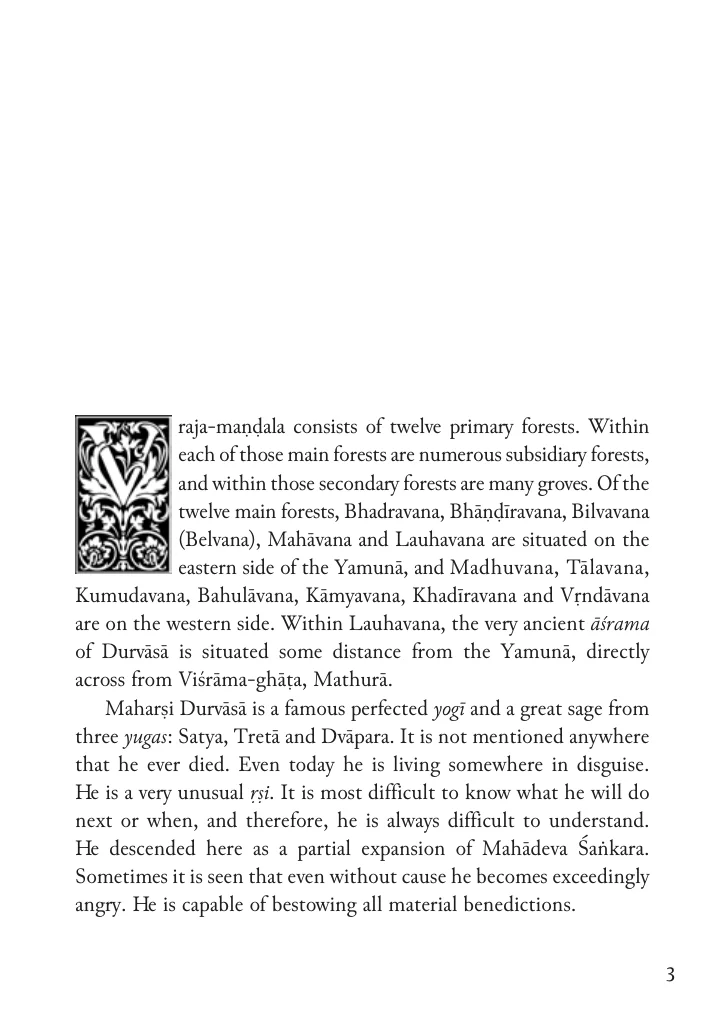 Vraja-maṇḍala consists of twelve primary forests. Within
each of those main forests are numerous subsidiary forests,
and within those secondary forests are many groves. Of the
twelve main forests, Bhadravana, Bhāṇḍīravana, Bilvavana
(Belvana), Mahāvana and Lauhavana are situated on the
eastern side of the Yamunā, and Madhuvana, Tālavana,
Kumudavana, Bahulāvana, Kāmyavana, Khadīravana and Vṛndāvana
are on the western side. Within Lauhavana, the very ancient āśrama
of Durvāsā is situated some distance from the Yamunā, directly
across from Viśrāma-ghāṭa, Mathurā.
Maharṣi Durvāsā is a famous perfected yogī and a great sage from
three yugas: Satya, Tretā and Dvāpara. It is not mentioned anywhere
that he ever died. Even today he is living somewhere in disguise.
He is a very unusual ṛṣi. It is most difficult to know what he will do
next or when, and therefore, he is always difficult to understand.
He descended here as a partial expansion of Mahādeva Śaṅkara.
Sometimes it is seen that even without cause he becomes exceedingly
angry. He is capable of bestowing all material benedictions.
3